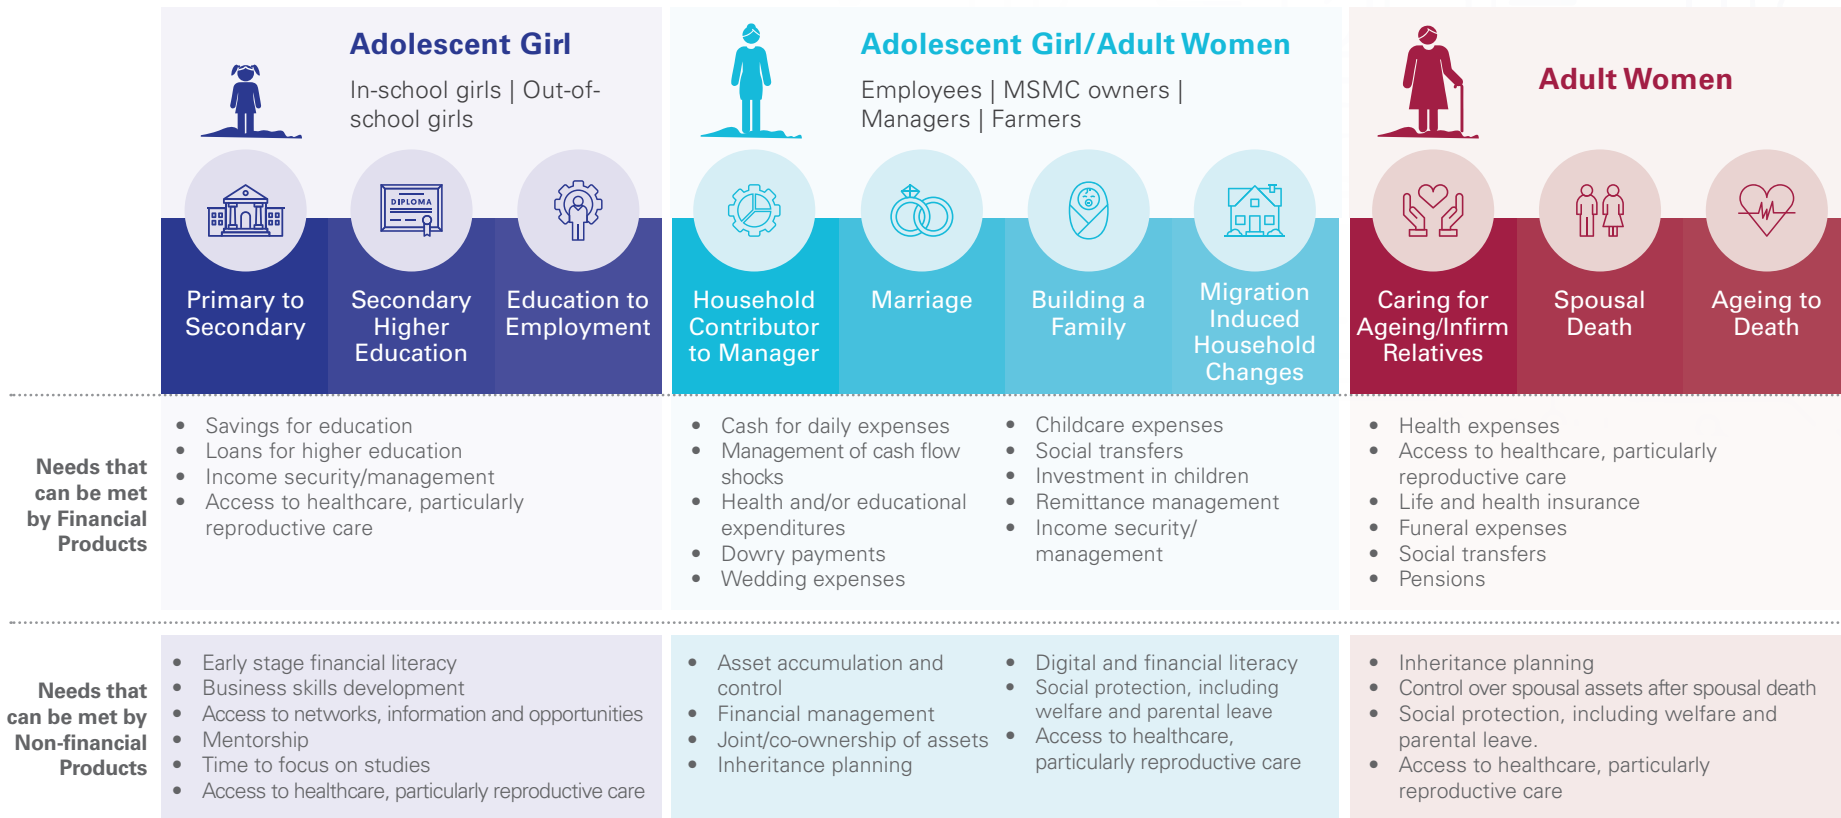 Adolescent Girl
In-school girls | Out-of-
school girls
Adolescent Girl/Adult Women
Employees | MSMC owners |
Managers | Farmers
Adult Women
DIPLOMA
Primary to
Secondary
Secondary
Higher
Education
Education to
Employment
Household
Contributor
to Manager
Marriage
Building a
Family
Migration
Induced
Household
Changes
Caring for
Ageing/Infirm
Relatives
Spousal
Death
Ageing to
Death
Needs that
can be met
by Financial
Products
• Savings for education
• Loans for higher education
• Income security/management
• Access to healthcare, particularly
reproductive care
• Cash for daily expenses
• Management of cash flow
shocks
• Health and/or educational
expenditures
• Dowry payments
• Wedding expenses
• Childcare expenses
• Social transfers
• Investment in children
• Remittance management
• Income security/
management
• Health expenses
• Access to healthcare, particularly
reproductive care
• Life and health insurance
• Funeral expenses
• Social transfers
• Pensions
Needs that
can be met by
Non-financial
Products
• Early stage financial literacy
• Business skills development
• Access to networks, information and opportunities
• Mentorship
• Time to focus on studies
• Access to healthcare, particularly reproductive care
• Asset accumulation and
control
• Financial management
• Joint/co-ownership of assets
• Inheritance planning
• Digital and financial literacy
• Social protection, including
welfare and parental leave
• Access to healthcare,
particularly reproductive care
• Inheritance planning
• Control over spousal assets after spousal death
• Social protection, including welfare and
parental leave.
• Access to healthcare, particularly
reproductive care